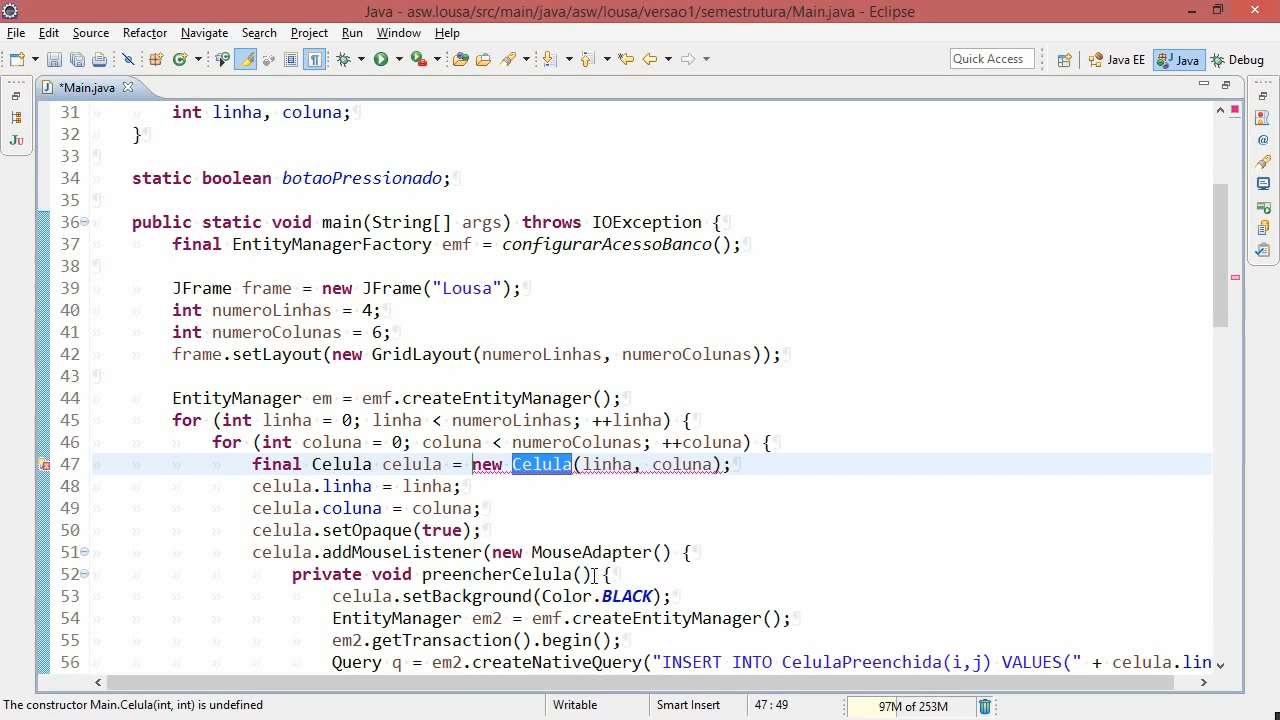 Java - asw.lousa/src/main/java/asw/lousa/versao1/semestrutura/Main.java - Eclipse
File Edit Source Refactor Navigate Search Project Run Window Help
Quick Access Java EE Java Debug
*Main.java
31 int linha, coluna;
32 }
33
34 static boolean botaoPressionado;
35
36 public static void main(String[] args) throws IOException {
37 final EntityManagerFactory emf = configurarAcessoBanco();
38
39 JFrame frame = new JFrame("Lousa");
40 int numeroLinhas = 4;
41 int numeroColunas = 6;
42 frame.setLayout(new GridLayout(numeroLinhas, numeroColunas));
43
44 EntityManager em = emf.createEntityManager();
45 for (int linha = 0; linha < numeroLinhas; ++linha) {
46 for (int coluna = 0; coluna < numeroColunas; ++coluna) {
47 final Celula celula = new Celula(linha, coluna);
48 celula.linha = linha;
49 celula.coluna = coluna;
50 celula.setOpaque(true);
51 celula.addMouseListener(new MouseAdapter() {
52 private void preencherCelula() {
53 celula.setBackground(Color.BLACK);
54 EntityManager em2 = emf.createEntityManager();
55 em2.getTransaction().begin();
56 Query q = em2.createNativeQuery("INSERT INTO CelulaPreenchida(i,j) VALUES(" + celula.lin
The constructor Main.Celula(int, int) is undefined Writable Smart Insert 47 : 49 97M of 253M